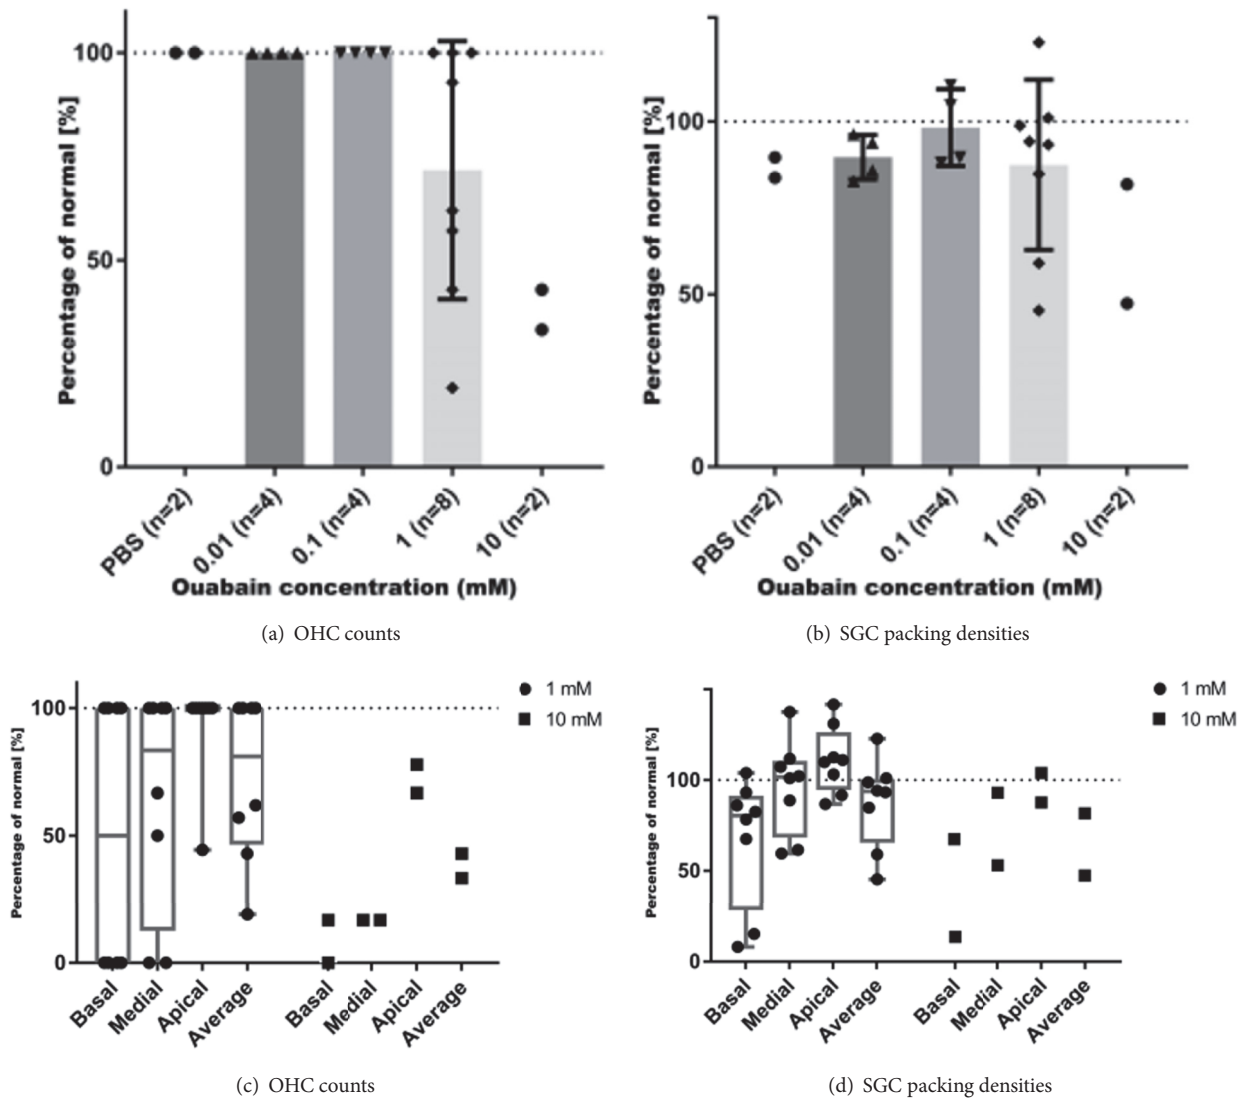 Percentage of normal [%]
100
50
0
PBS (n=2)
0.01 (n=4)
0.1 (n=4)
1 (n=8)
10 (n=2)
Ouabain concentration (mM)
(a) OHC counts
Percentage of normal [%]
100
50
0
PBS (n=2)
0.01 (n=4)
0.1 (n=4)
1 (n=8)
10 (n=2)
Ouabain concentration (mM)
(b) SGC packing densities
Percentage of normal [%]
100
50
0
1 mM
10 mM
Basal
Medial
Apical
Average
Basal
Medial
Apical
Average
(c) OHC counts
Percentage of normal [%]
100
50
0
1 mM
10 mM
Basal
Medial
Apical
Average
Basal
Medial
Apical
Average
(d) SGC packing densities